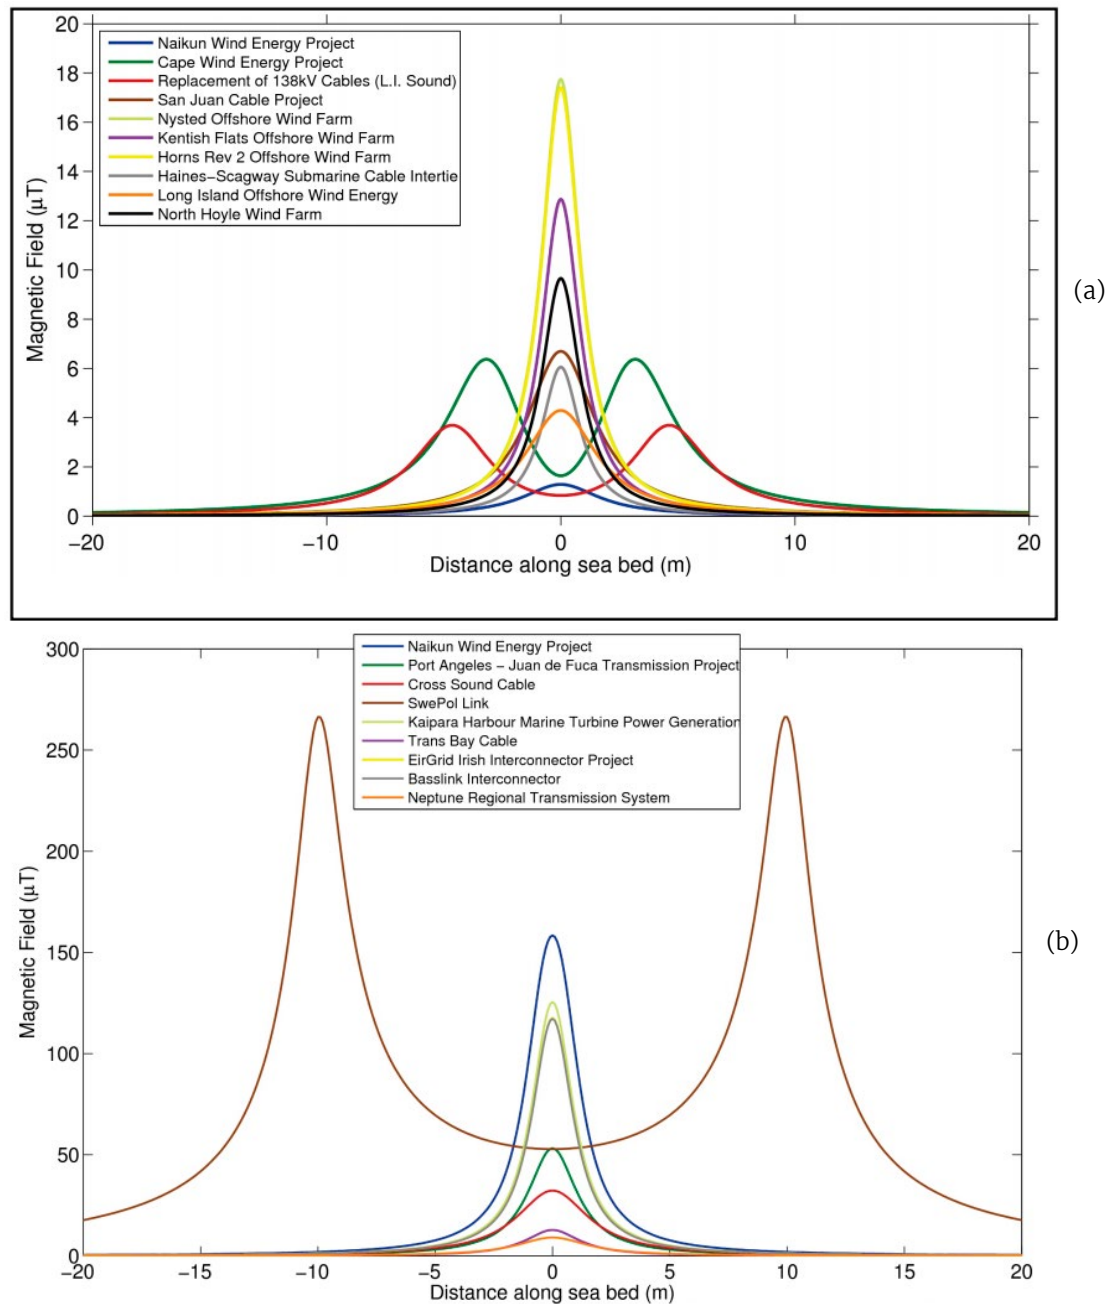 20
18
16
14
12
10
8
6
4
2
0
Magnetic Field (μT)
Naikun Wind Energy Project
Cape Wind Energy Project
Replacement of 138kV Cables (L.I. Sound)
San Juan Cable Project
Nysted Offshore Wind Farm
Kentish Flats Offshore Wind Farm
Horns Rev 2 Offshore Wind Farm
Haines−Scagway Submarine Cable Intertie
Long Island Offshore Wind Energy
North Hoyle Wind Farm
−20 −10 0 10 20
Distance along sea bed (m)
(a)
300
250
200
150
100
50
0
Magnetic Field (μT)
Naikun Wind Energy Project
Port Angeles − Juan de Fuca Transmission Project
Cross Sound Cable
SwePol Link
Kaipara Harbour Marine Turbine Power Generation
Trans Bay Cable
EirGrid Irish Interconnector Project
Basslink Interconnector
Neptune Regional Transmission System
−20 −15 −10 −5 0 5 10 15 20
Distance along sea bed (m)
(b)